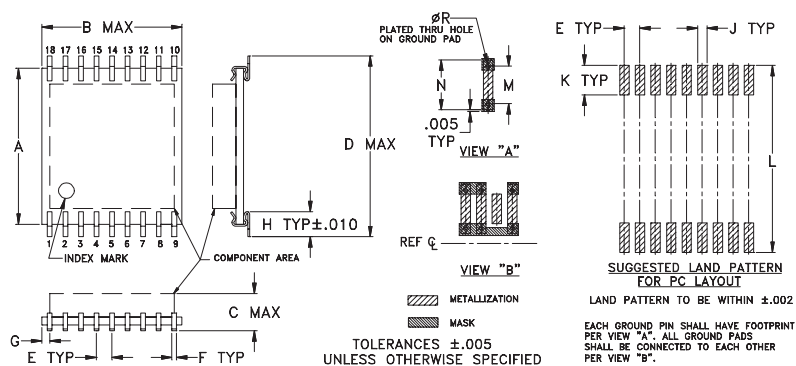 B MAX
18 17 16 15 14 13 12 11 10
A
1 2 3 4 5 6 7 8 9
INDEX MARK
COMPONENT AREA
D MAX
H TYP±.010
C MAX
G
E TYP
F TYP
øR
PLATED THRU HOLE
ON GROUND PAD
N
M
.005
TYP
VIEW "A"
REF ℄
VIEW "B"
METALLIZATION
MASK
TOLERANCES ±.005
UNLESS OTHERWISE SPECIFIED
E TYP
J TYP
K TYP
L
SUGGESTED LAND PATTERN
FOR PC LAYOUT
LAND PATTERN TO BE WITHIN ±.002
EACH GROUND PIN SHALL HAVE FOOTPRINT
PER VIEW "A". ALL GROUND PADS
SHALL BE CONNECTED TO EACH OTHER
PER VIEW "B".